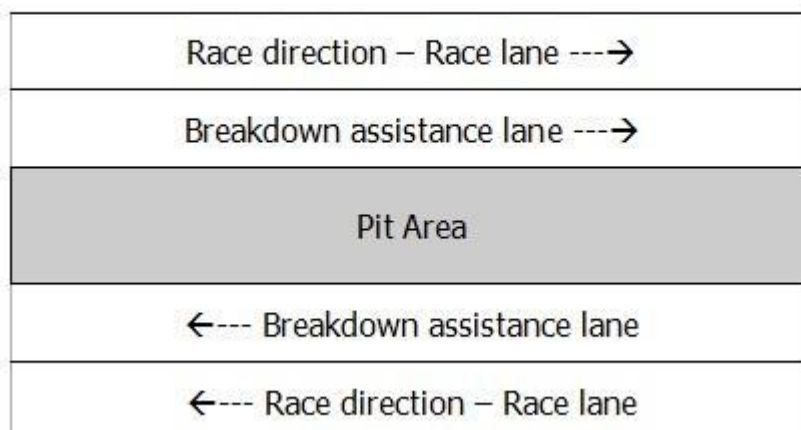 Race direction – Race lane ---→
Breakdown assistance lane ---→
Pit Area
←--- Breakdown assistance lane
←--- Race direction – Race lane